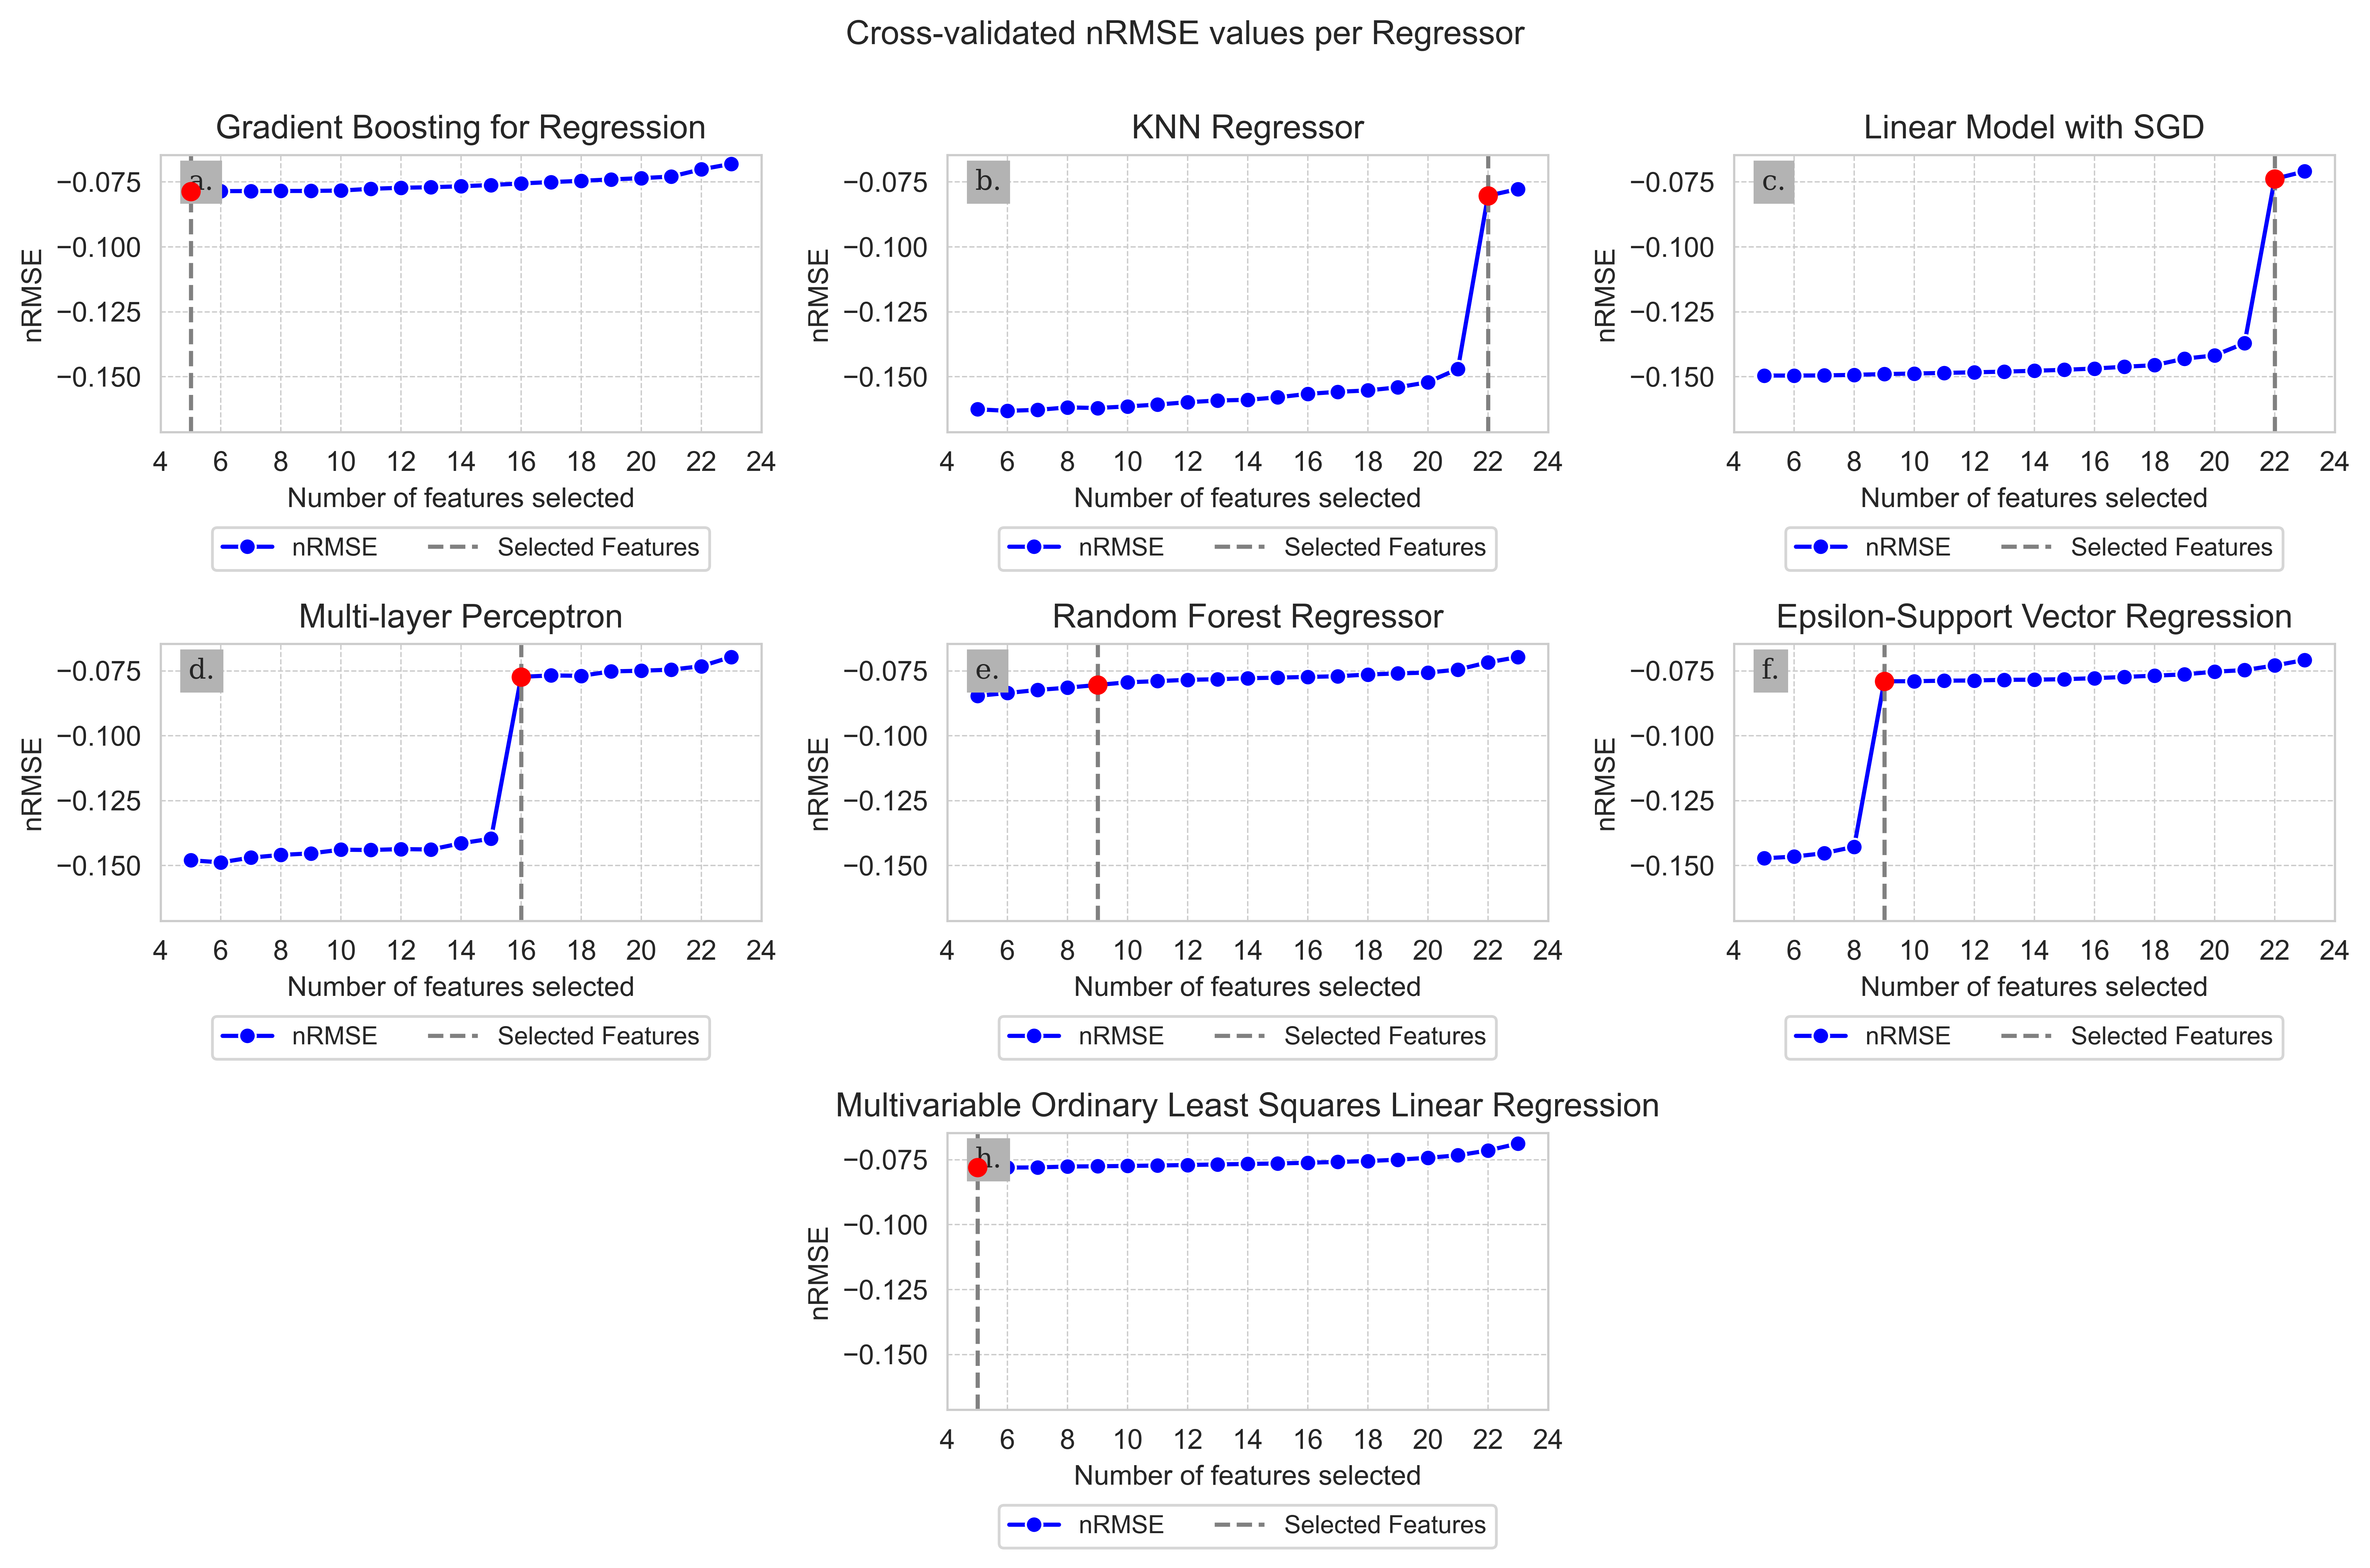 Cross-validated nRMSE values per Regressor
Gradient Boosting for Regression
a.
nRMSE
−0.075
−0.100
−0.125
−0.150
4 6 8 10 12 14 16 18 20 22 24
Number of features selected
nRMSE Selected Features
KNN Regressor
b.
nRMSE
−0.075
−0.100
−0.125
−0.150
4 6 8 10 12 14 16 18 20 22 24
Number of features selected
nRMSE Selected Features
Linear Model with SGD
c.
nRMSE
−0.075
−0.100
−0.125
−0.150
4 6 8 10 12 14 16 18 20 22 24
Number of features selected
nRMSE Selected Features
Multi-layer Perceptron
d.
nRMSE
−0.075
−0.100
−0.125
−0.150
4 6 8 10 12 14 16 18 20 22 24
Number of features selected
nRMSE Selected Features
Random Forest Regressor
e.
nRMSE
−0.075
−0.100
−0.125
−0.150
4 6 8 10 12 14 16 18 20 22 24
Number of features selected
nRMSE Selected Features
Epsilon-Support Vector Regression
f.
nRMSE
−0.075
−0.100
−0.125
−0.150
4 6 8 10 12 14 16 18 20 22 24
Number of features selected
nRMSE Selected Features
Multivariable Ordinary Least Squares Linear Regression
h.
nRMSE
−0.075
−0.100
−0.125
−0.150
4 6 8 10 12 14 16 18 20 22 24
Number of features selected
nRMSE Selected Features